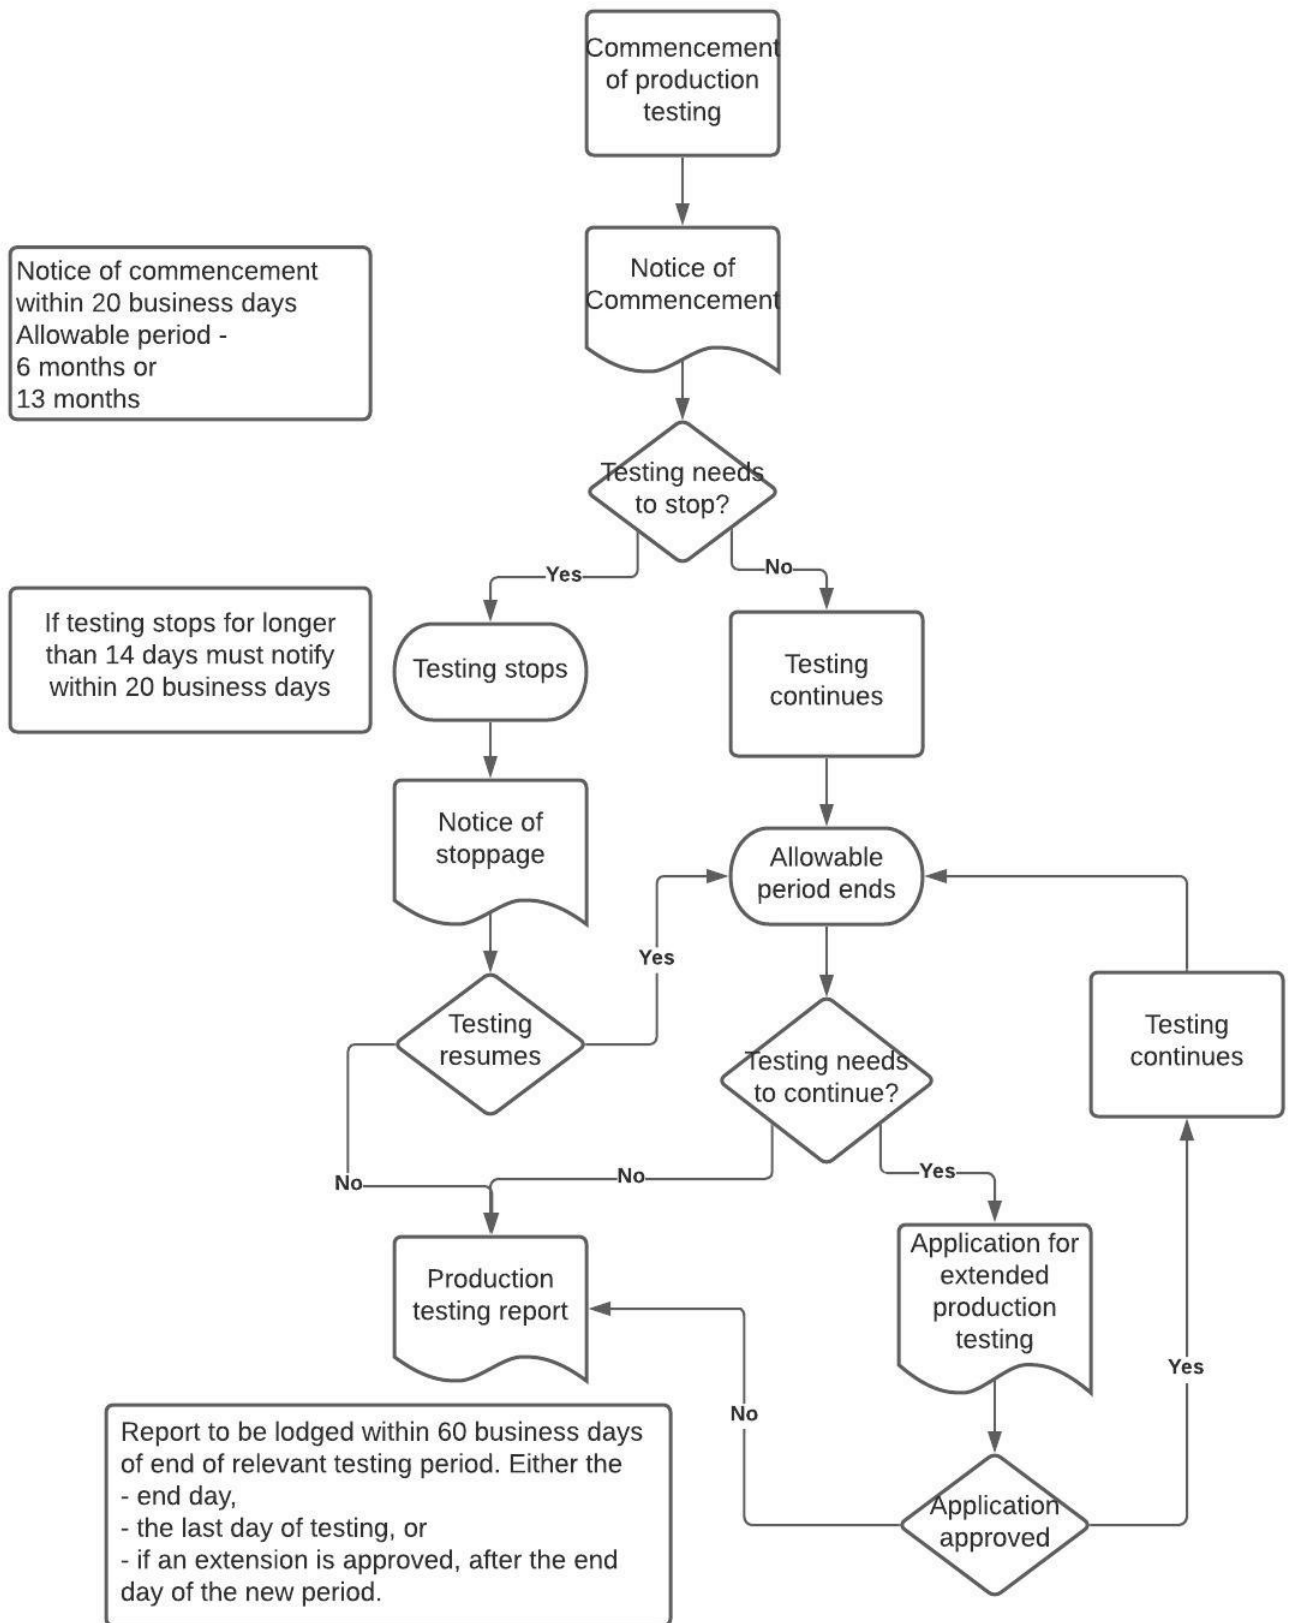 Commencement
of production
testing
Notice of
Commencement
Notice of commencement
within 20 business days
Allowable period -
6 months or
13 months
Testing needs
to stop?
Yes
No
If testing stops for longer
than 14 days must notify
within 20 business days
Testing stops
Testing
continues
Notice of
stoppage
Allowable
period ends
Yes
Testing
resumes
Testing needs
to continue?
Testing
continues
No
No
Yes
Production
testing report
Application for
extended
production
testing
Yes
No
Report to be lodged within 60 business days
of end of relevant testing period. Either the
- end day,
- the last day of testing, or
- if an extension is approved, after the end
day of the new period.
Application
approved